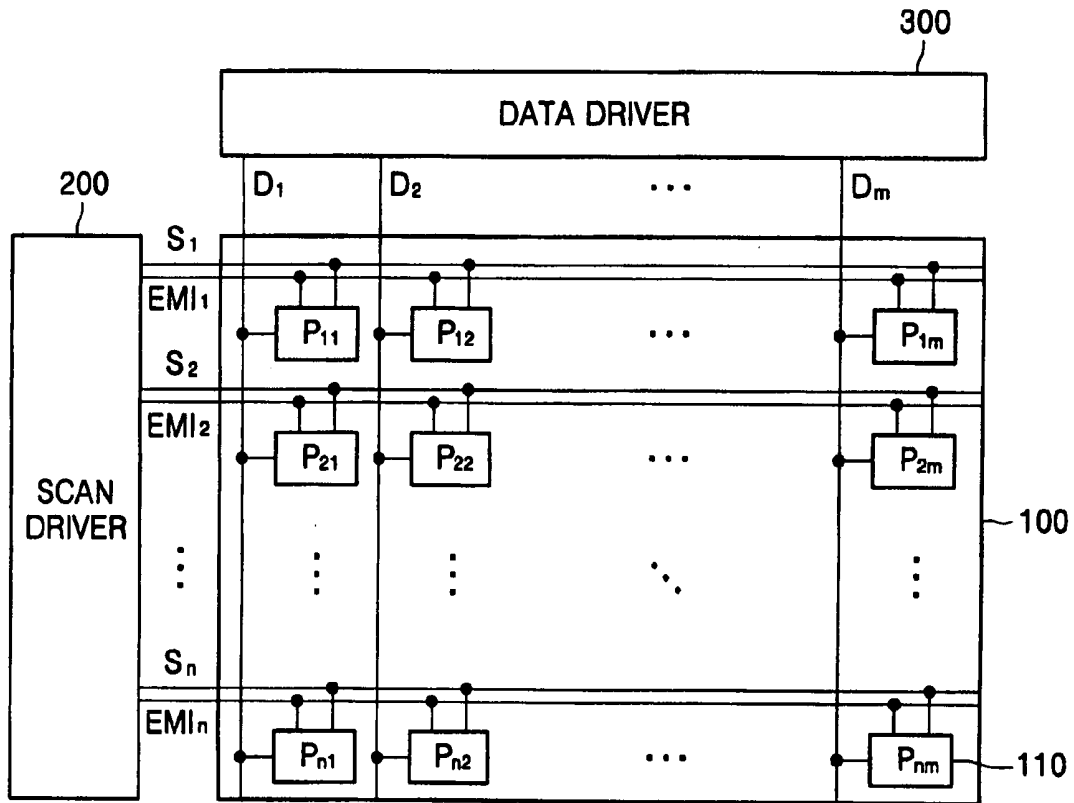 300
DATA DRIVER
200
D1 D2 ... Dm
S1
EMI1
P11 P12 ... P1m
S2
EMI2
P21 P22 ... P2m
SCAN
DRIVER
100
Sn
EMIn
Pn1 Pn2 ... Pnm
110